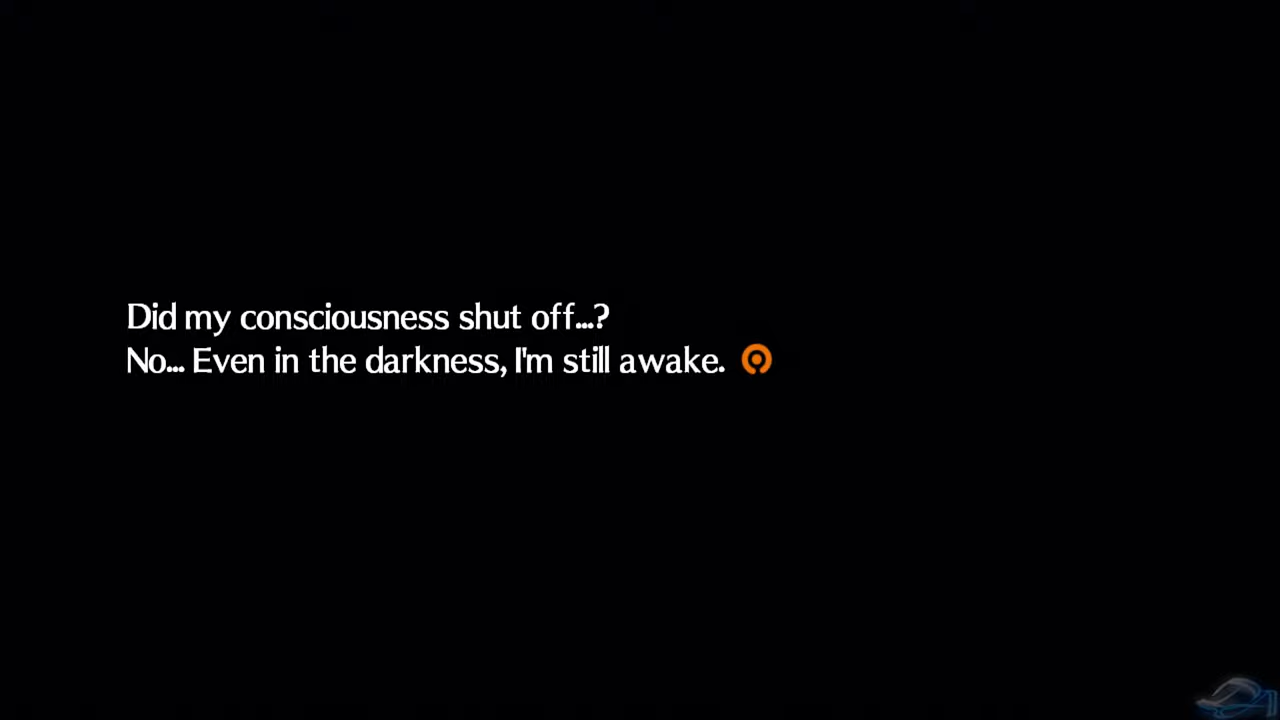 Did my consciousness shut off...?
No... Even in the darkness, I'm still awake.